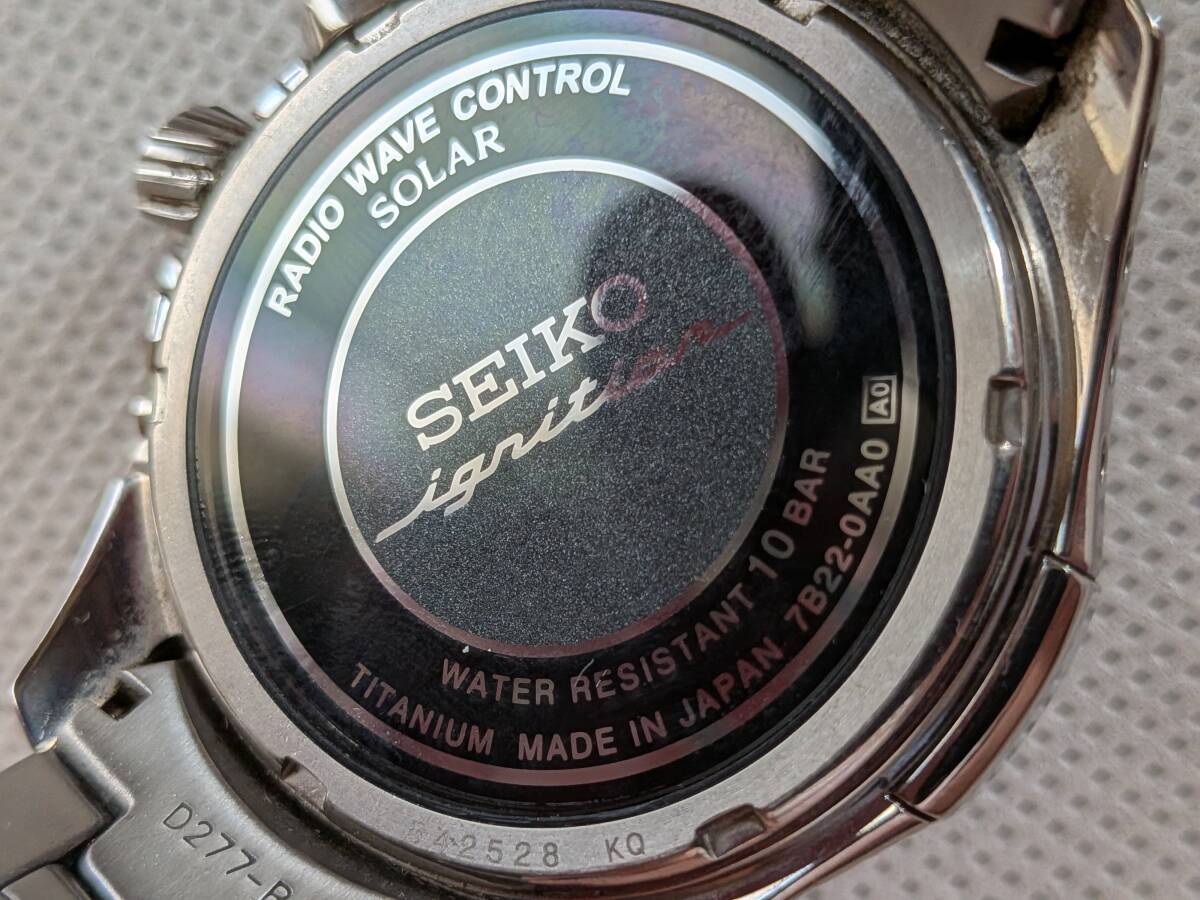 RADIO WAVE CONTROL
SOLAR
SEIKO
ignition
WATER RESISTANT 10 BAR
TITANIUM MADE IN JAPAN 7B22-0AA0 A0
42528 KQ
D277-B